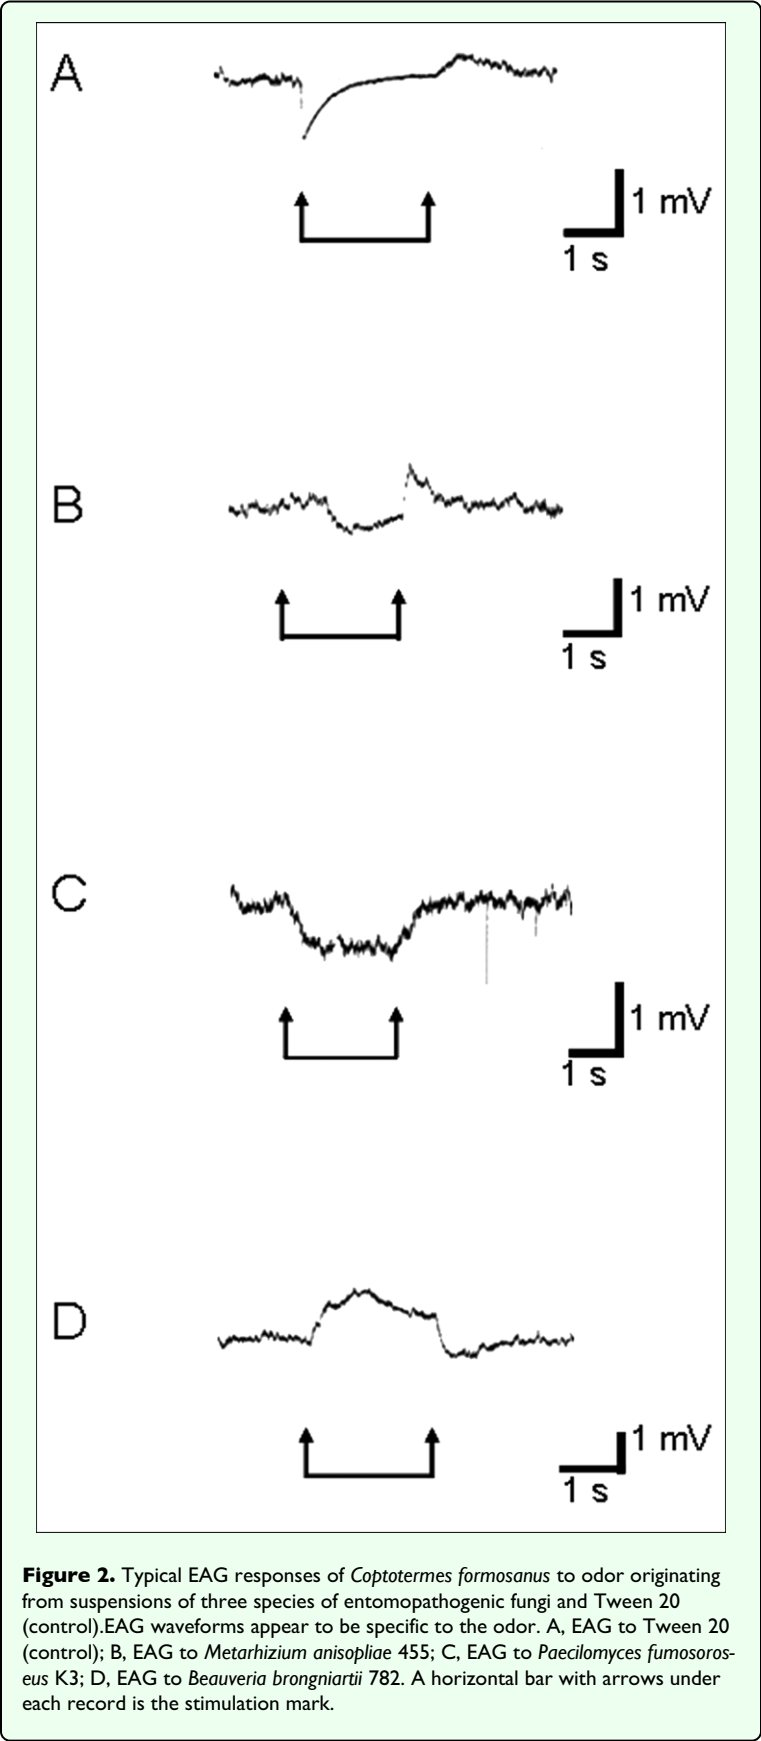 A
1 mV
1 s
B
1 mV
1 s
C
1 mV
1 s
D
1 mV
1 s
Figure 2. Typical EAG responses of Coptotermes formosanus to odor originating
from suspensions of three species of entomopathogenic fungi and Tween 20
(control).EAG waveforms appear to be specific to the odor. A, EAG to Tween 20
(control); B, EAG to Metarhizium anisopliae 455; C, EAG to Paecilomyces fumosoros-
eus K3; D, EAG to Beauveria brongniartii 782. A horizontal bar with arrows under
each record is the stimulation mark.